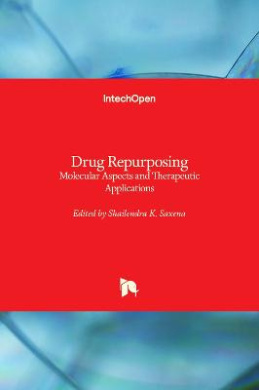 IntechOpen
Drug Repurposing
Molecular Aspects and Therapeutic
Applications
Edited by Shailendra K. Saxena